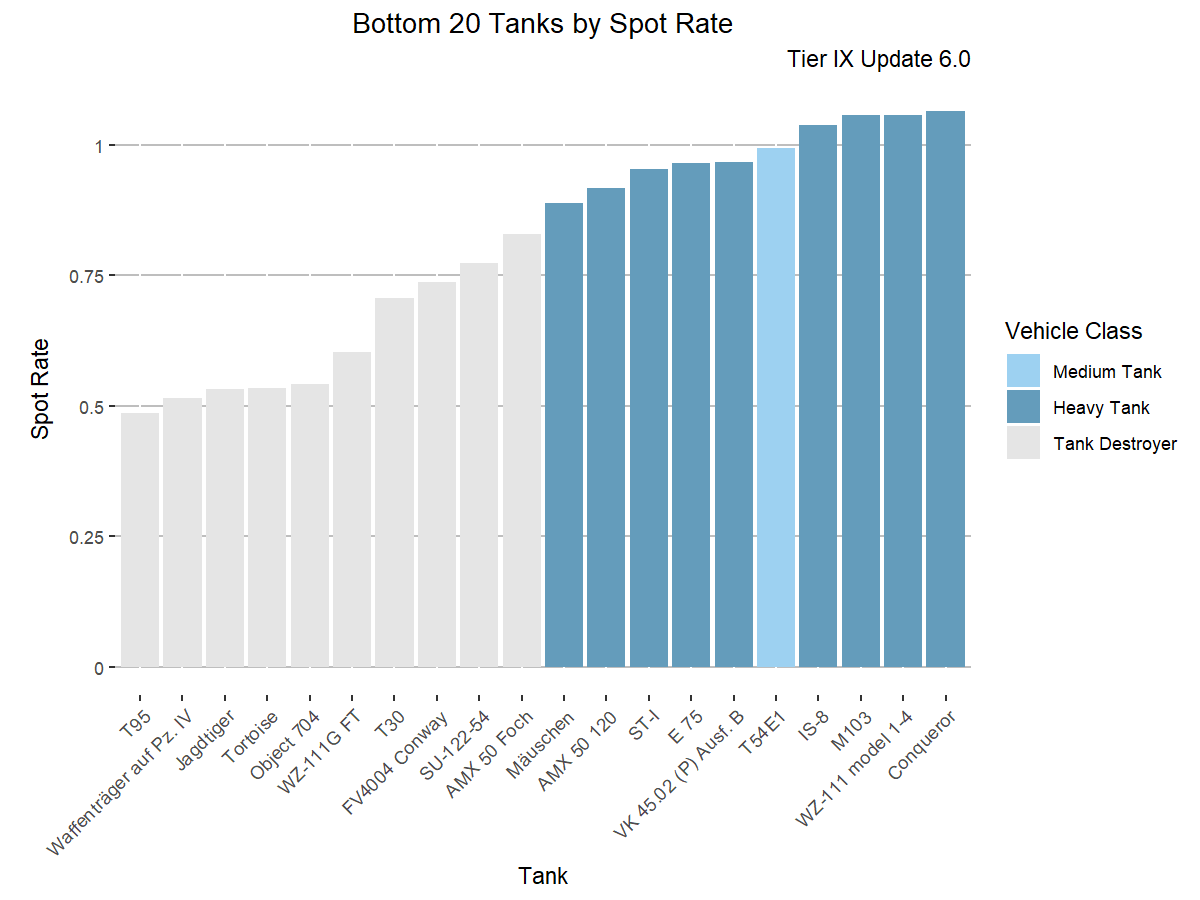 Bottom 20 Tanks by Spot Rate
Tier IX Update 6.0
1
0.75
0.5
0.25
0
Spot Rate
T95
Waffenträger auf Pz. IV
Jagdtiger
Tortoise
Object 704
WZ-111G FT
T30
FV4004 Conway
SU-122-54
AMX 50 Foch
Mäuschen
AMX 50 120
ST-I
E 75
VK 45.02 (P) Ausf. B
T54E1
IS-8
M103
WZ-111 model 1-4
Conqueror
Tank
Vehicle Class
Medium Tank
Heavy Tank
Tank Destroyer